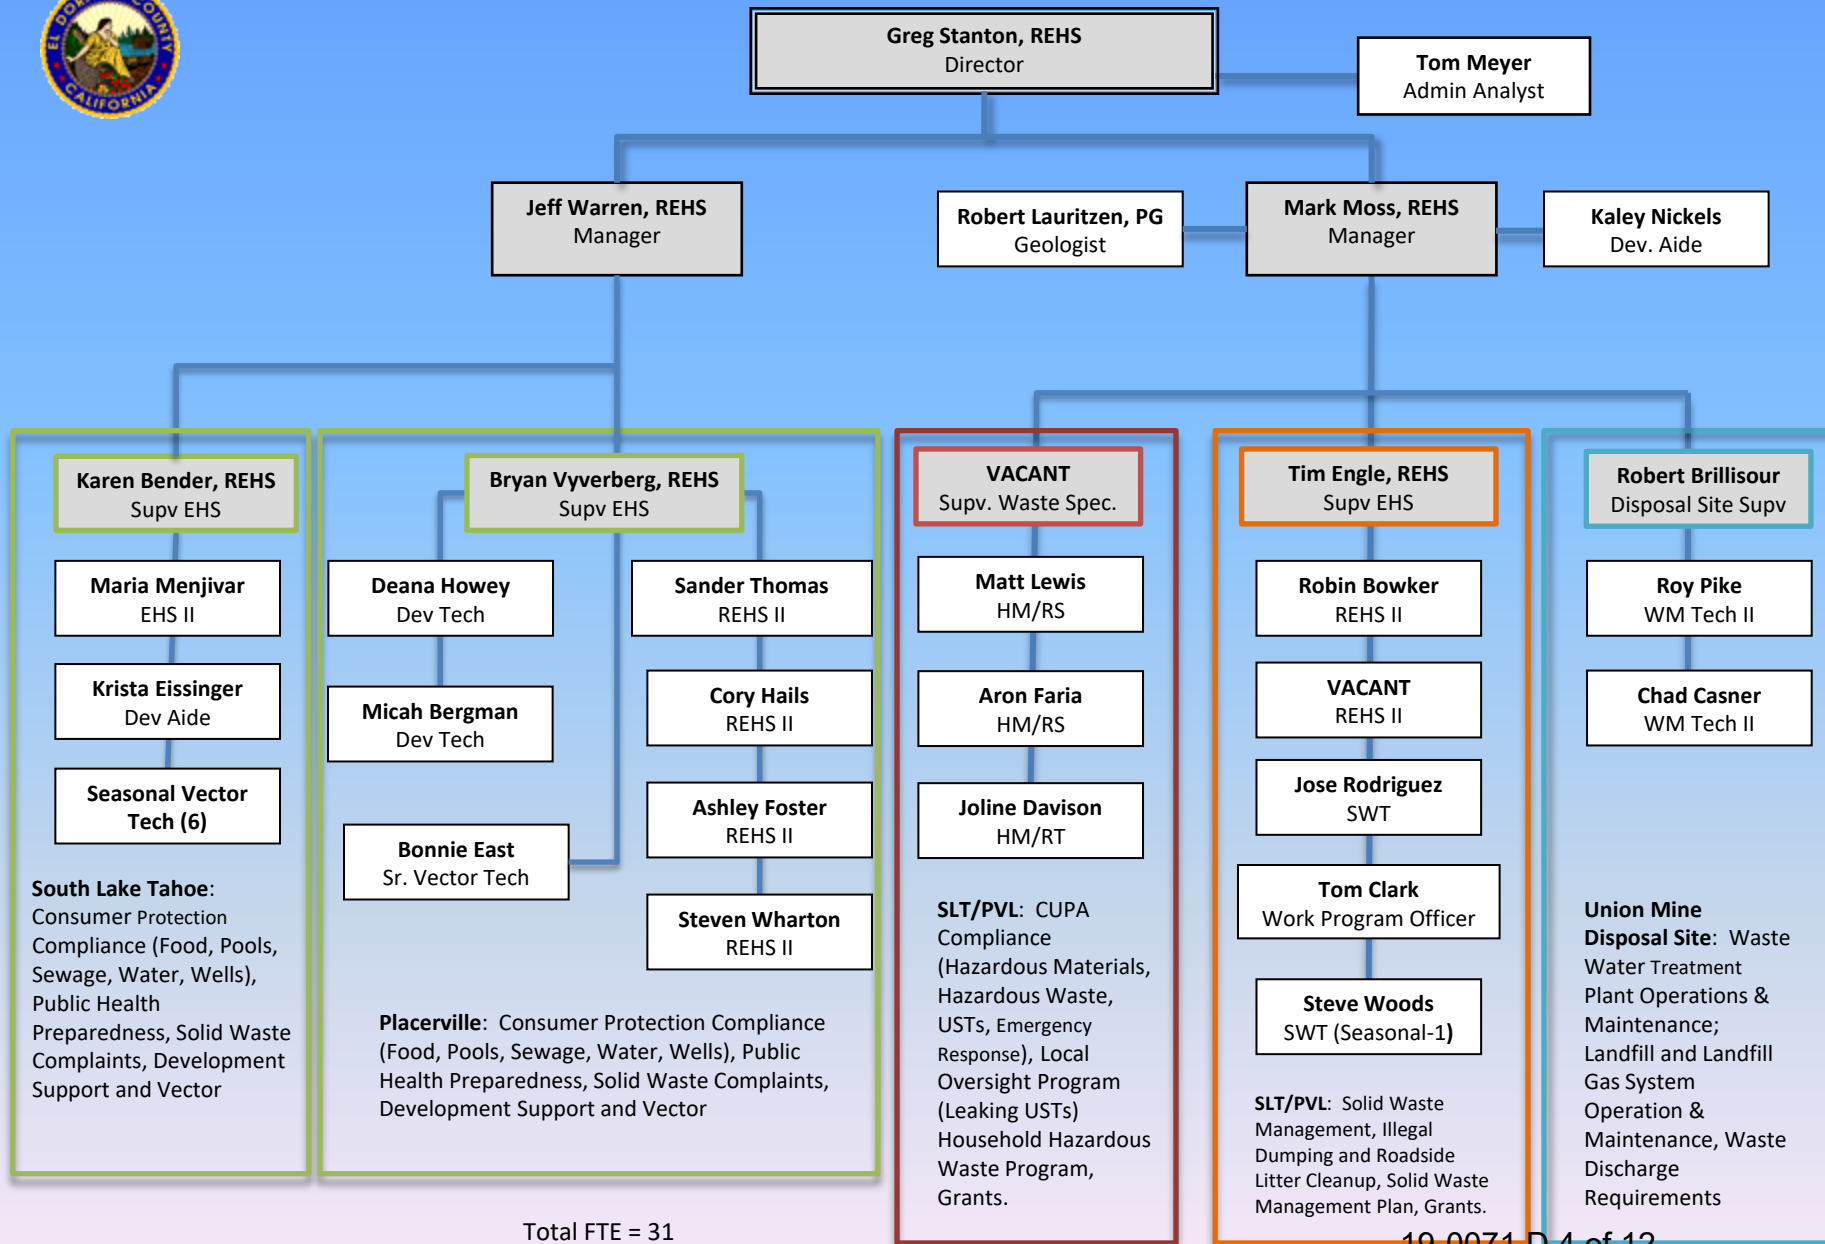 EL DORADO COUNTY
CALIFORNIA
Greg Stanton, REHS
Director
Tom Meyer
Admin Analyst
Jeff Warren, REHS
Manager
Robert Lauritzen, PG
Geologist
Mark Moss, REHS
Manager
Kaley Nickels
Dev. Aide
Karen Bender, REHS
Supv EHS
Maria Menjivar
EHS II
Krista Eissinger
Dev Aide
Seasonal Vector
Tech (6)
South Lake Tahoe:
Consumer Protection
Compliance (Food, Pools,
Sewage, Water, Wells),
Public Health
Preparedness, Solid Waste
Complaints, Development
Support and Vector
Bryan Vyverberg, REHS
Supv EHS
Deana Howey
Dev Tech
Micah Bergman
Dev Tech
Bonnie East
Sr. Vector Tech
Sander Thomas
REHS II
Cory Hails
REHS II
Ashley Foster
REHS II
Steven Wharton
REHS II
Placerville: Consumer Protection Compliance
(Food, Pools, Sewage, Water, Wells), Public
Health Preparedness, Solid Waste Complaints,
Development Support and Vector
VACANT
Supv. Waste Spec.
Matt Lewis
HM/RS
Aron Faria
HM/RS
Joline Davison
HM/RT
SLT/PVL: CUPA
Compliance
(Hazardous Materials,
Hazardous Waste,
USTs, Emergency
Response), Local
Oversight Program
(Leaking USTs)
Household Hazardous
Waste Program,
Grants.
Tim Engle, REHS
Supv EHS
Robin Bowker
REHS II
VACANT
REHS II
Jose Rodriguez
SWT
Tom Clark
Work Program Officer
Steve Woods
SWT (Seasonal-1)
SLT/PVL: Solid Waste
Management, Illegal
Dumping and Roadside
Litter Cleanup, Solid Waste
Management Plan, Grants.
Robert Brillisour
Disposal Site Supv
Roy Pike
WM Tech II
Chad Casner
WM Tech II
Union Mine
Disposal Site: Waste
Water Treatment
Plant Operations &
Maintenance;
Landfill and Landfill
Gas System
Operation &
Maintenance, Waste
Discharge
Requirements
Total FTE = 31
19-0071 D 4 of 12